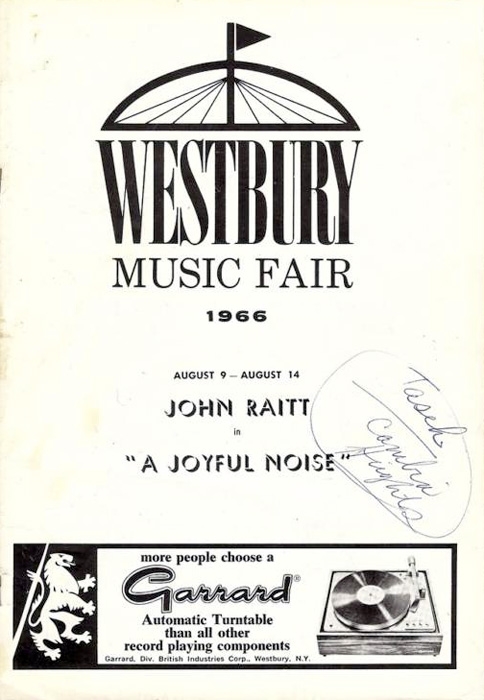 WESTBURY
MUSIC FAIR
1966
AUGUST 9 – AUGUST 14
JOHN RAITT
in
"A JOYFUL NOISE"
more people choose a
Garrard®
Automatic Turntable
than all other
record playing components
Garrard, Div. British Industries Corp., Westbury, N.Y.